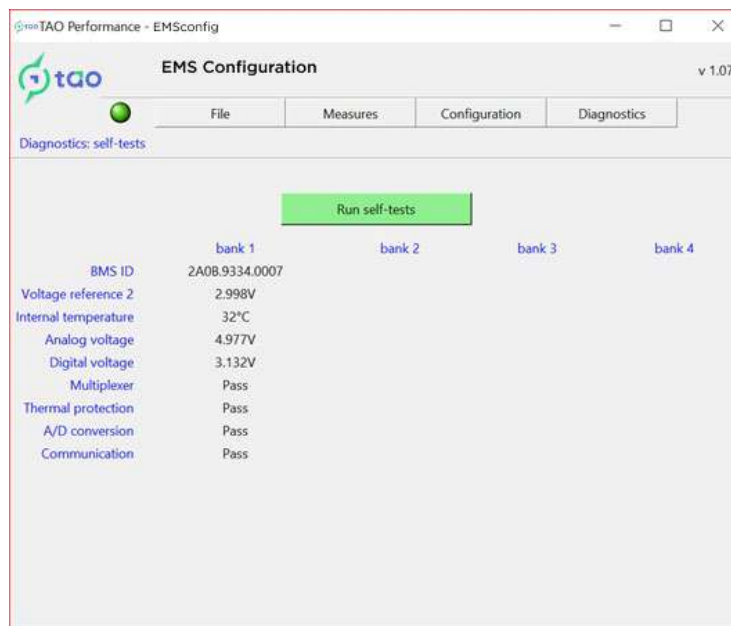 TAO Performance - EMSconfig
tao
EMS Configuration
v 1.07
File Measures Configuration Diagnostics
Diagnostics: self-tests
Run self-tests
bank 1 bank 2 bank 3 bank 4
BMS ID 2A0B.9334.0007
Voltage reference 2 2.998V
Internal temperature 32°C
Analog voltage 4.977V
Digital voltage 3.132V
Multiplexer Pass
Thermal protection Pass
A/D conversion Pass
Communication Pass